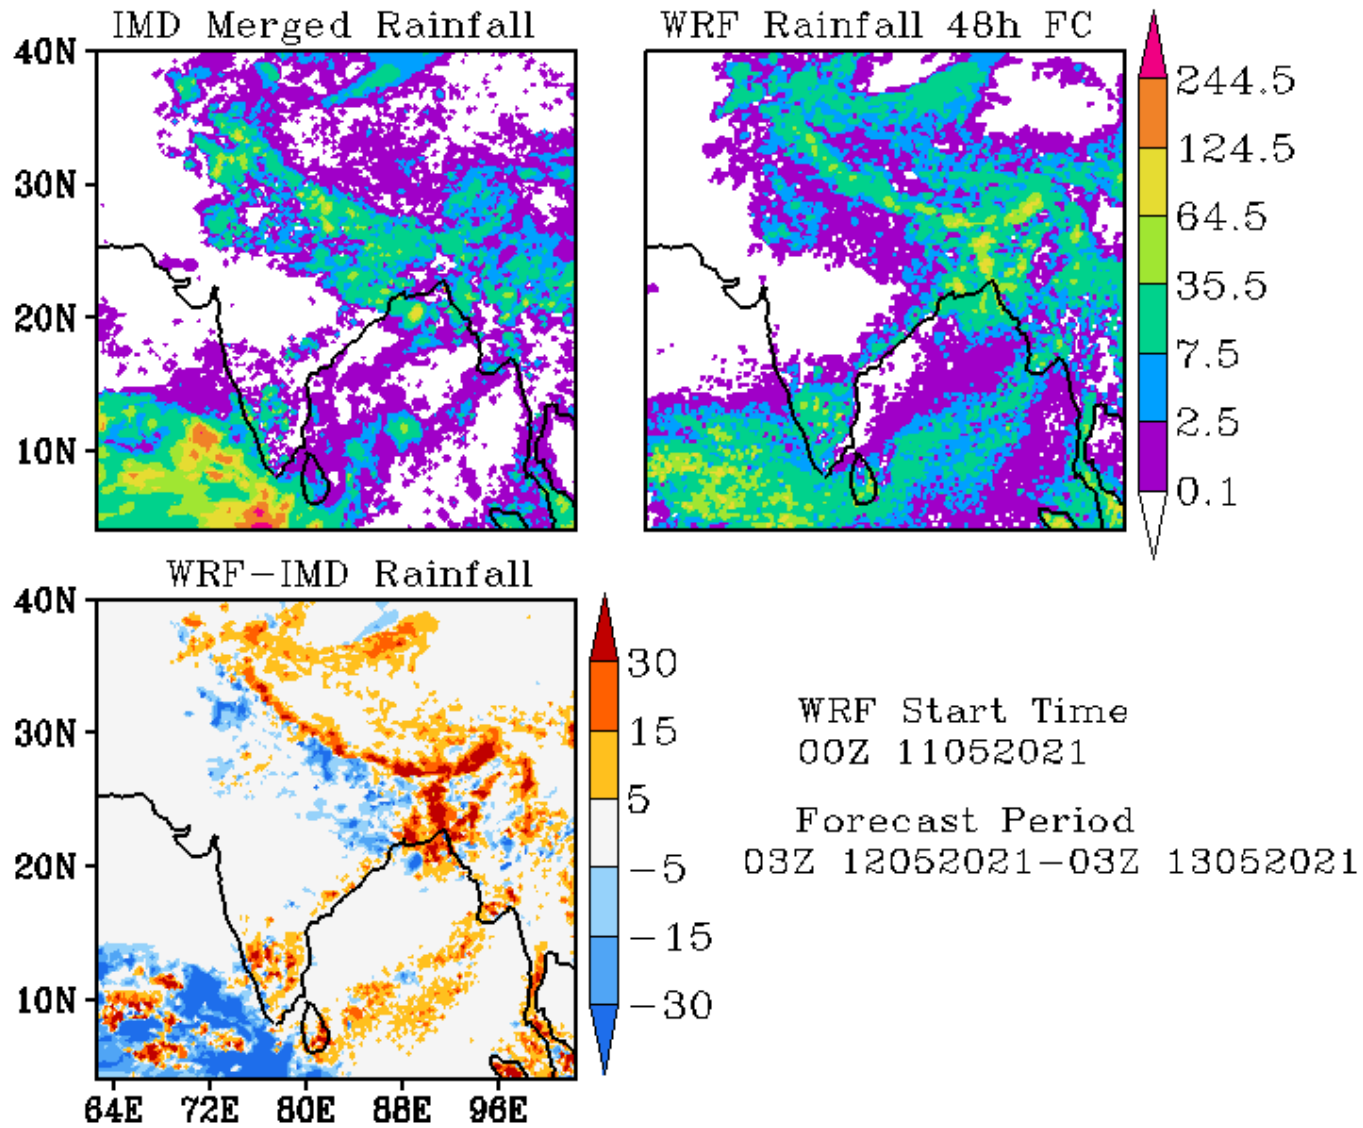 IMD Merged Rainfall
WRF Rainfall 48h FC
40N
30N
20N
10N
244.5
124.5
64.5
35.5
7.5
2.5
0.1
WRF-IMD Rainfall
40N
30N
20N
10N
64E 72E 80E 88E 96E
30
15
5
-5
-15
-30
WRF Start Time
00Z 11052021
Forecast Period
03Z 12052021-03Z 13052021